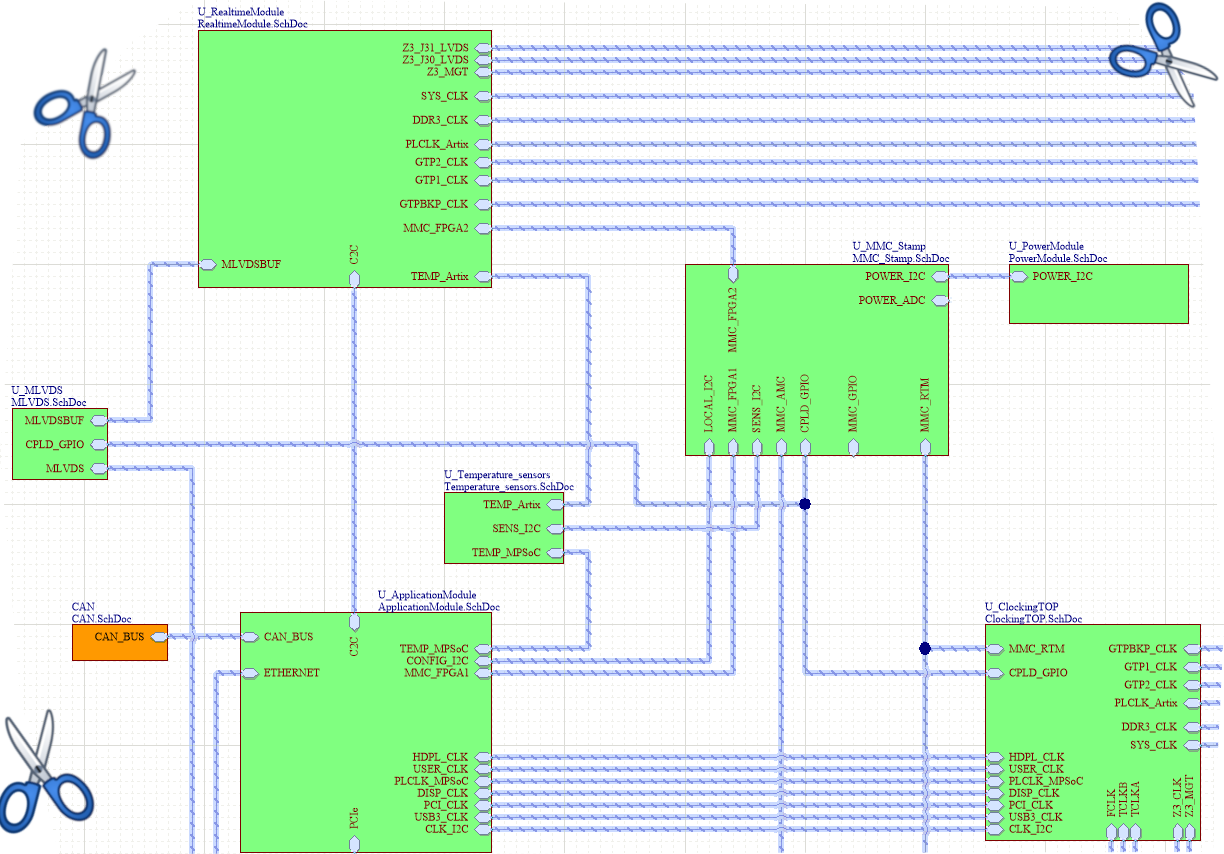 U_RealtimeModule
RealtimeModule.SchDoc
Z3_J31_LVDS
Z3_J30_LVDS
Z3_MGT
SYS_CLK
DDR3_CLK
PLCLK_Artix
GTP2_CLK
GTP1_CLK
GTPBKP_CLK
MMC_FPGA2
TEMP_Artix
MLVDSBUF
C2C
U_MMC_Stamp
MMC_Stamp.SchDoc
POWER_I2C
POWER_ADC
MMC_FPGA2
LOCAL_I2C
MMC_FPGA1
SENS_I2C
MMC_AMC
CPLD_GPIO
MMC_GPIO
MMC_RTM
U_PowerModule
PowerModule.SchDoc
POWER_I2C
U_MLVDS
MLVDS.SchDoc
MLVDSBUF
CPLD_GPIO
MLVDS
U_Temperature_sensors
Temperature_sensors.SchDoc
TEMP_Artix
SENS_I2C
TEMP_MPSoC
CAN
CAN.SchDoc
CAN_BUS
U_ApplicationModule
ApplicationModule.SchDoc
CAN_BUS
ETHERNET
C2C
TEMP_MPSoC
CONFIG_I2C
MMC_FPGA1
HDPL_CLK
USER_CLK
PLCLK_MPSoC
DISP_CLK
PCI_CLK
USB3_CLK
CLK_I2C
PCIe
U_ClockingTOP
ClockingTOP.SchDoc
MMC_RTM
CPLD_GPIO
HDPL_CLK
USER_CLK
PLCLK_MPSoC
DISP_CLK
PCI_CLK
USB3_CLK
CLK_I2C
GTPBKP_CLK
GTP1_CLK
GTP2_CLK
PLCLK_Artix
DDR3_CLK
SYS_CLK
FCLK
TCLKB
TCLKA
Z3_CLK
Z3_MGT